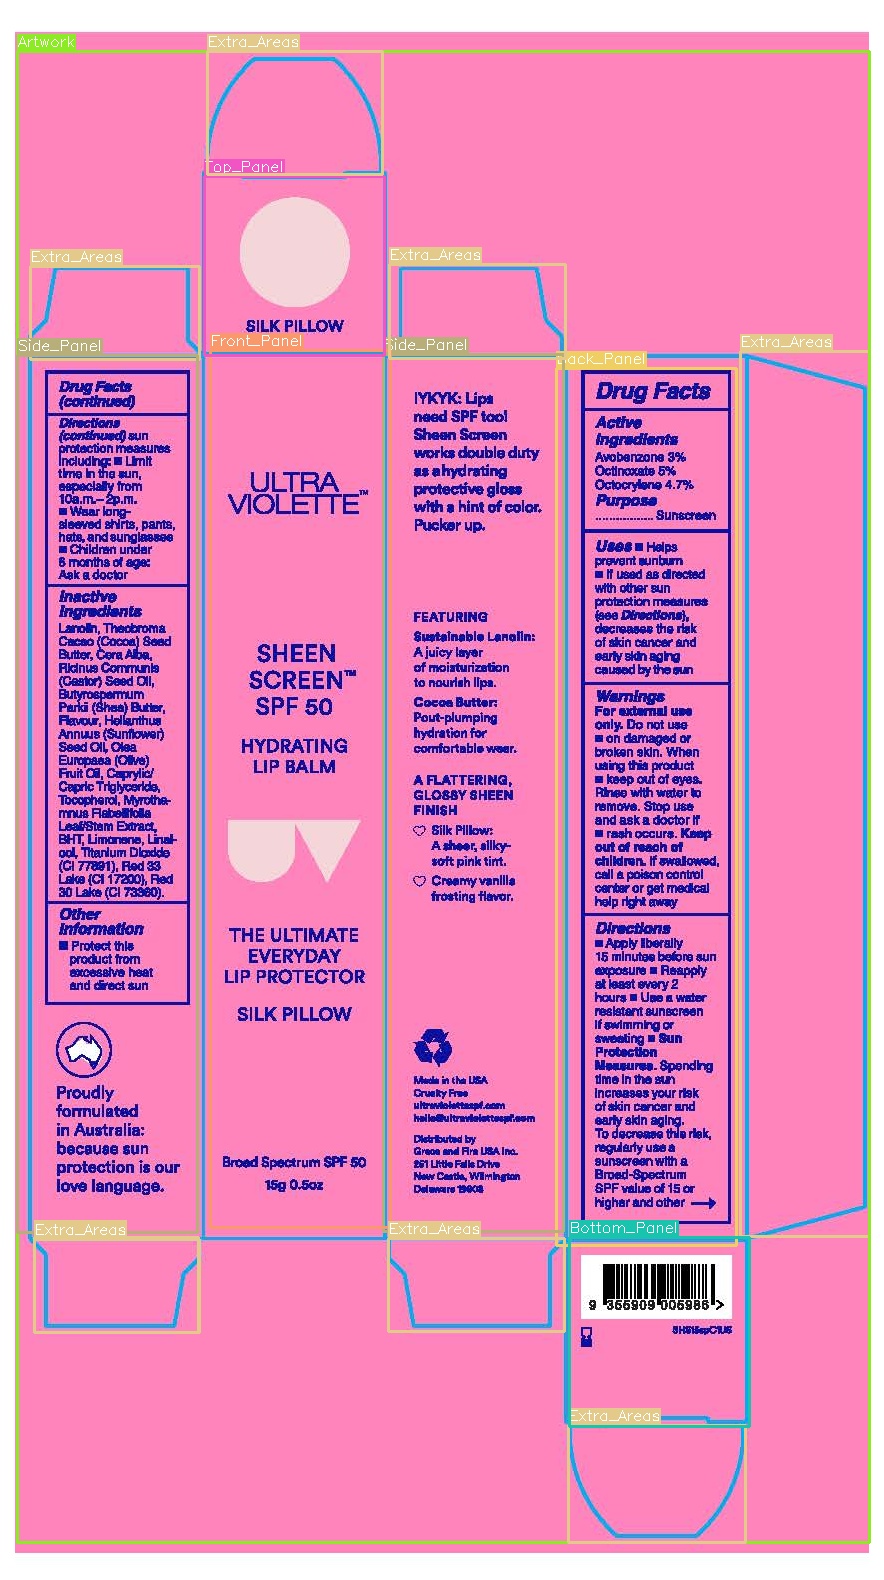 Artwork
Extra_Areas
Top_Panel
SILK PILLOW
Extra_Areas
Side_Panel
Drug Facts
(continued)
Directions
(continued) sun
protection measures
including: ■ Limit
time in the sun,
especially from
10a.m.–2p.m.
■ Wear long-
sleeved shirts, pants,
hats, and sunglasses
■ Children under
6 months of age:
Ask a doctor
Inactive
Ingredients
Lanolin, Theobroma
Cacao (Cocoa) Seed
Butter, Cera Alba,
Ricinus Communis
(Castor) Seed Oil,
Butyrospermum
Parkii (Shea) Butter,
Flavour, Helianthus
Annuus (Sunflower)
Seed Oil, Olea
Europaea (Olive)
Fruit Oil, Caprylic/
Capric Triglyceride,
Tocopherol, Myrotha-
mnus Flabellifolia
Leaf/Stem Extract,
BHT, Limonene, Linal-
ool, Titanium Dioxide
(CI 77891), Red 33
Lake (CI 17200), Red
30 Lake (CI 73360).
Other
Information
■ Protect this
product from
excessive heat
and direct sun
Proudly
formulated
in Australia:
because sun
protection is our
love language.
Extra_Areas
Front_Panel
ULTRA
VIOLETTE™
SHEEN
SCREEN™
SPF 50
HYDRATING
LIP BALM
THE ULTIMATE
EVERYDAY
LIP PROTECTOR
SILK PILLOW
Broad Spectrum SPF 50
15g 0.5oz
Extra_Areas
Side_Panel
IYKYK: Lips
need SPF too!
Sheen Screen
works double duty
as a hydrating
protective gloss
with a hint of color.
Pucker up.
FEATURING
Sustainable Lanolin:
A juicy layer
of moisturization
to nourish lips.
Cocoa Butter:
Pout-plumping
hydration for
comfortable wear.
A FLATTERING,
GLOSSY SHEEN
FINISH
♡ Silk Pillow:
A sheer, silky-
soft pink tint.
♡ Creamy vanilla
frosting flavor.
Made in the USA
Cruelty Free
ultraviolettespf.com
hello@ultraviolettespf.com
Distributed by
Grace and Fire USA Inc.
251 Little Falls Drive
New Castle, Wilmington
Delaware 19808
Extra_Areas
Back_Panel
Drug Facts
Active
Ingredients
Avobenzone 3%
Octinoxate 5%
Octocrylene 4.7%
Purpose
.................. Sunscreen
Uses ■ Helps
prevent sunburn
■ If used as directed
with other sun
protection measures
(see Directions),
decreases the risk
of skin cancer and
early skin aging
caused by the sun
Warnings
For external use
only. Do not use
■ on damaged or
broken skin. When
using this product
■ keep out of eyes.
Rinse with water to
remove. Stop use
and ask a doctor if
■ rash occurs. Keep
out of reach of
children. If swallowed,
call a poison control
center or get medical
help right away
Directions
■ Apply liberally
15 minutes before sun
exposure ■ Reapply
at least every 2
hours ■ Use a water
resistant sunscreen
if swimming or
sweating ■ Sun
Protection
Measures. Spending
time in the sun
increases your risk
of skin cancer and
early skin aging.
To decrease this risk,
regularly use a
sunscreen with a
Broad-Spectrum
SPF value of 15 or
higher and other →
Extra_Areas
Bottom_Panel
9 355909 005986 >
SHS15spC1US
Extra_Areas